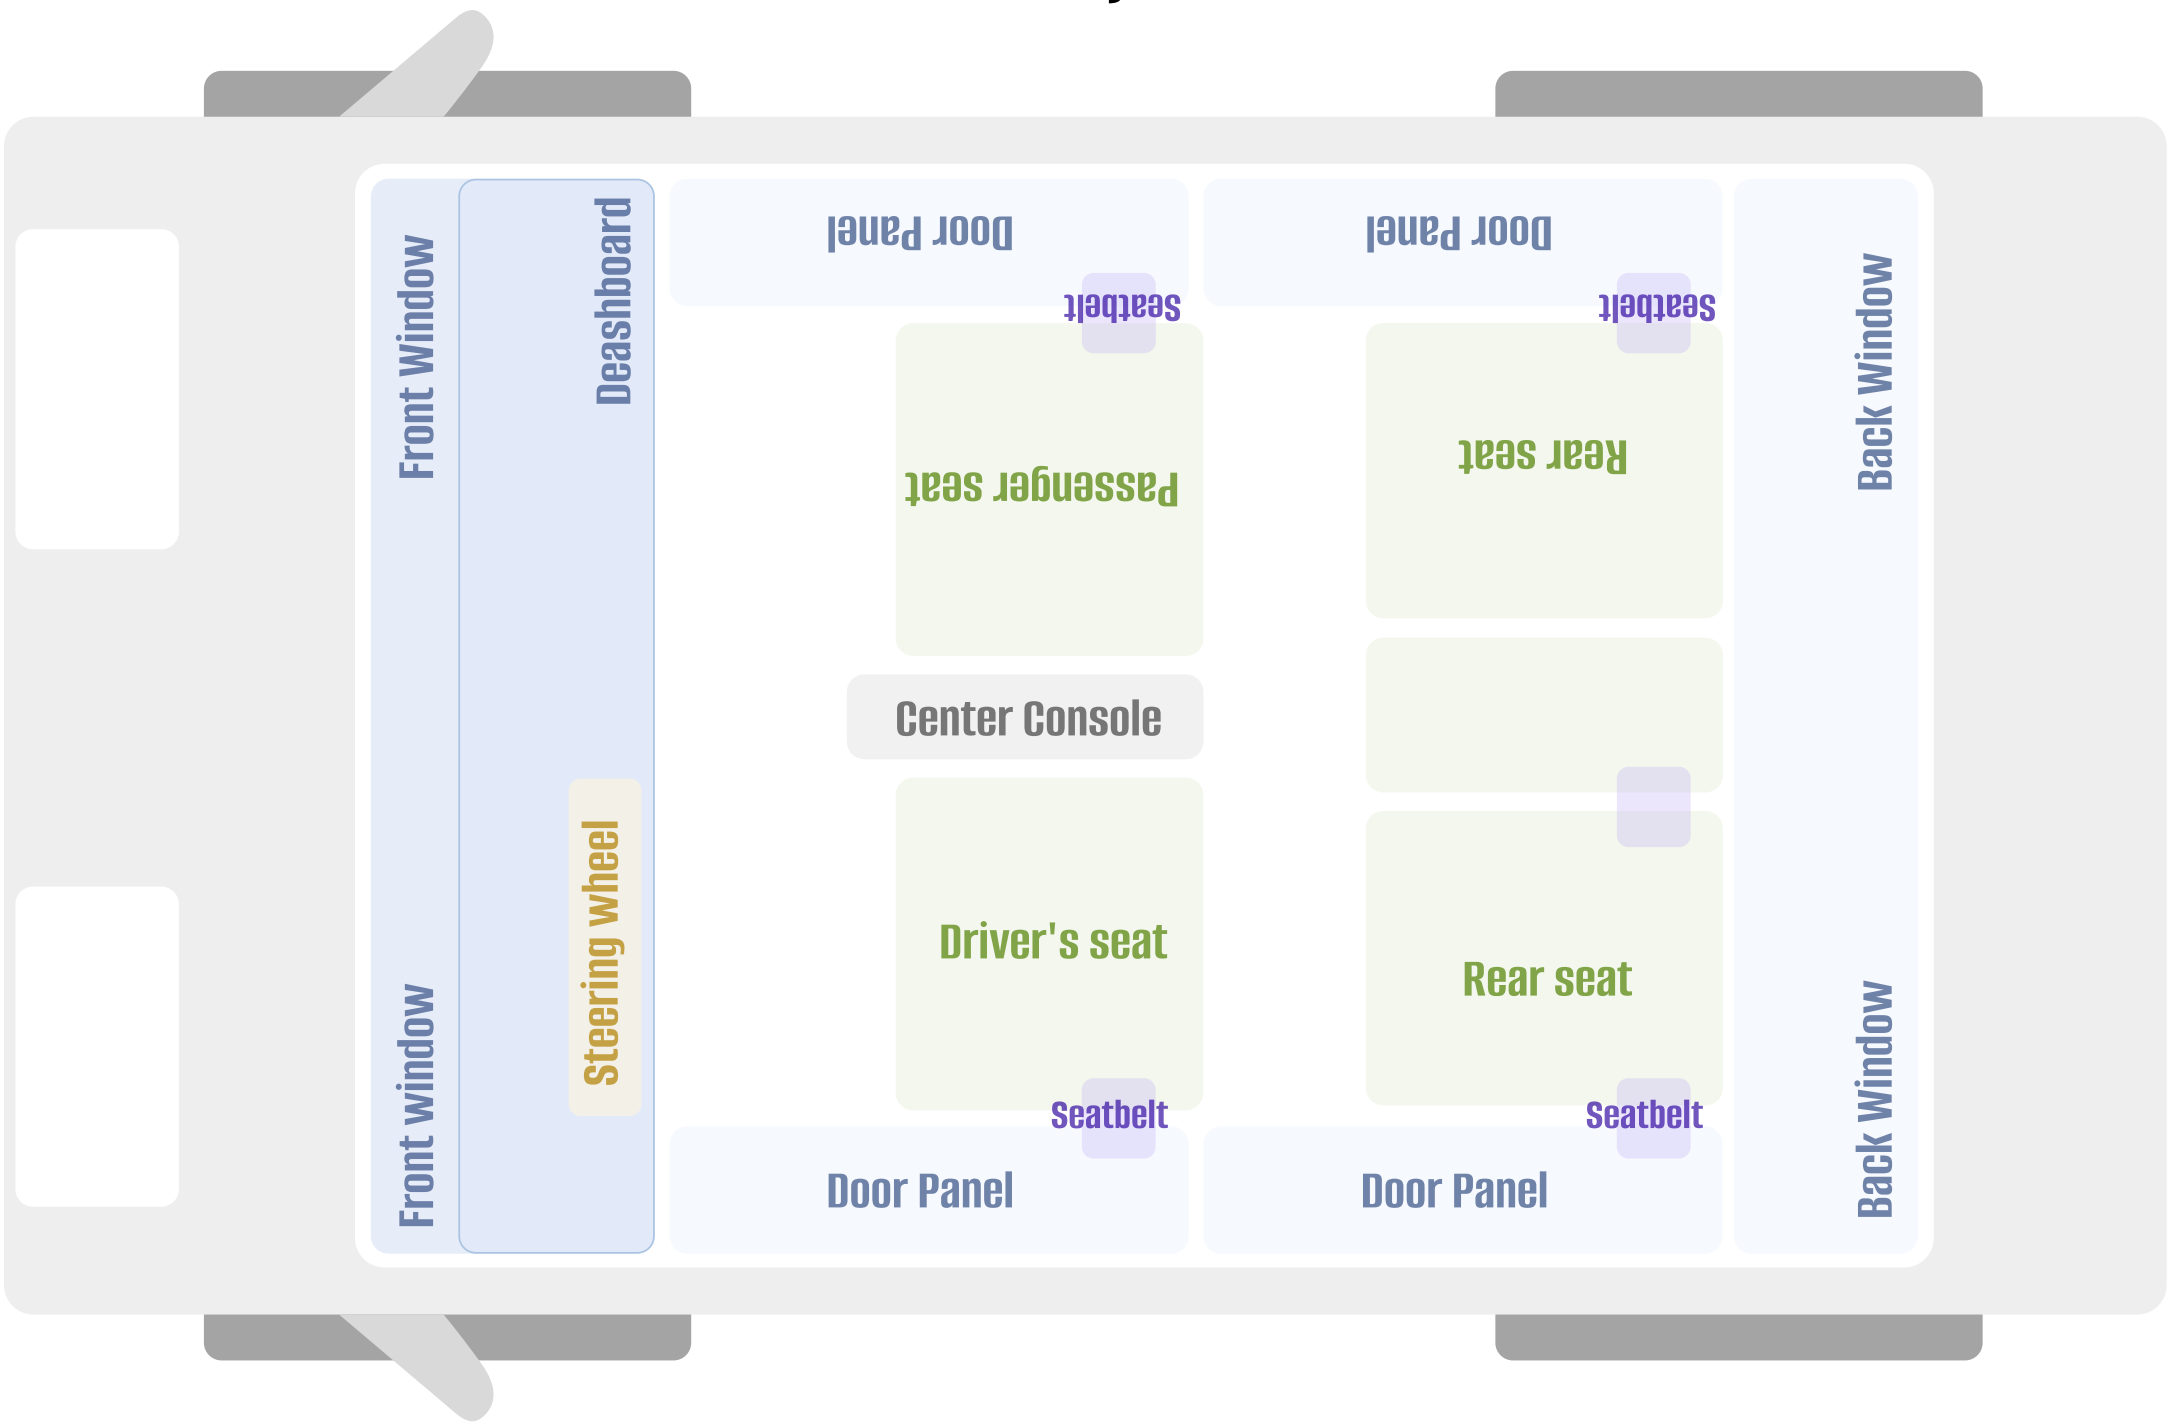 Front Window
Deashboard
Door Panel
Door Panel
Seatbelt
Seatbelt
Back Window
Passenger seat
Rear seat
Center Console
Steering wheel
Driver's seat
Rear seat
Front window
Seatbelt
Seatbelt
Back Window
Door Panel
Door Panel